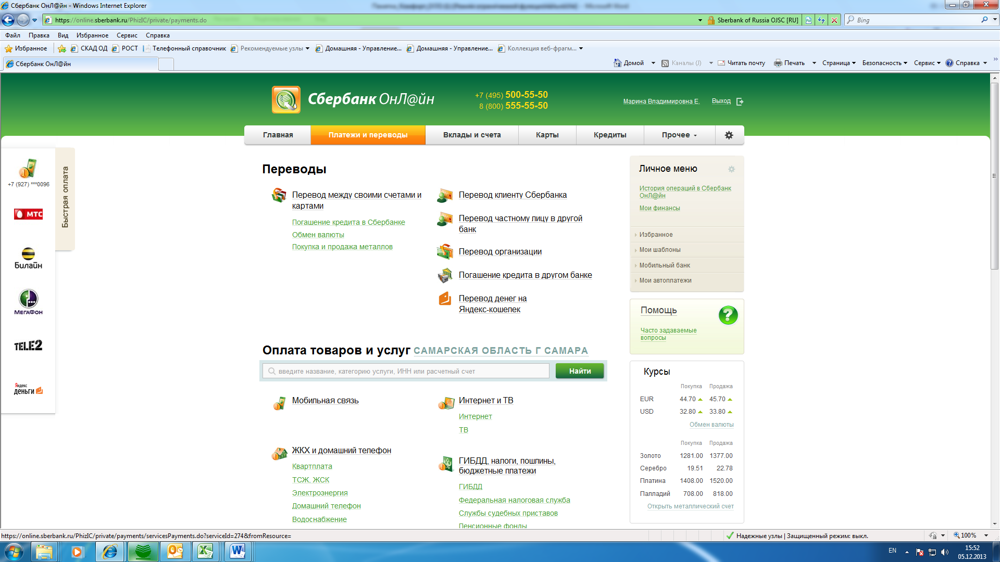 Сбербанк ОнЛ@йн - Windows Internet Explorer
https://online.sberbank.ru/PhizIC/private/payments.do
Sberbank of Russia OJSC [RU]
Bing
Файл Правка Вид Избранное Сервис Справка
Избранное СКАД ОД РОСТ Телефонный справочник Рекомендуемые узлы Домашняя - Управление... Домашняя - Управление... Коллекция веб-фрагм...
Сбербанк ОнЛ@йн
Домой Каналы (J) Читать почту Печать Страница Безопасность Сервис Справка
Сбербанк ОнЛ@йн
+7 (495) 500-55-50
8 (800) 555-55-50
Марина Владимировна Е. Выход
Главная Платежи и переводы Вклады и счета Карты Кредиты Прочее
+7 (927) ***0096
Быстрая оплата
МТС
Билайн
МегаФон
TELE2
Яндекс
деньги
Переводы
Перевод между своими счетами и
картами
Погашение кредита в Сбербанке
Обмен валюты
Покупка и продажа металлов
Перевод клиенту Сбербанка
Перевод частному лицу в другой
банк
Перевод организации
Погашение кредита в другом банке
Перевод денег на
Яндекс-кошелек
Оплата товаров и услуг САМАРСКАЯ ОБЛАСТЬ Г САМАРА
введите название, категорию услуги, ИНН или расчетный счет
Найти
Мобильная связь
Интернет и ТВ
Интернет
ТВ
ЖКХ и домашний телефон
Квартплата
ТСЖ, ЖСК
Электроэнергия
Домашний телефон
Водоснабжение
ГИБДД, налоги, пошлины,
бюджетные платежи
ГИБДД
Федеральная налоговая служба
Службы судебных приставов
Пенсионные фонды
Личное меню
История операций в Сбербанк
ОнЛ@йн
Мои финансы
Избранное
Мои шаблоны
Мобильный банк
Мои автоплатежи
Помощь
Часто задаваемые
вопросы
Курсы
Покупка Продажа
EUR 44.70 45.70
USD 32.80 33.80
Обмен валюты
Покупка Продажа
Золото 1281.00 1377.00
Серебро 19.51 22.78
Платина 1408.00 1520.00
Палладий 708.00 818.00
Открыть металлический счет
https://online.sberbank.ru/PhizIC/private/payments/servicesPayments.do?serviceId=274&fromResource=
Надежные узлы | Защищенный режим: выкл.
100%
EN
15:52
05.12.2013